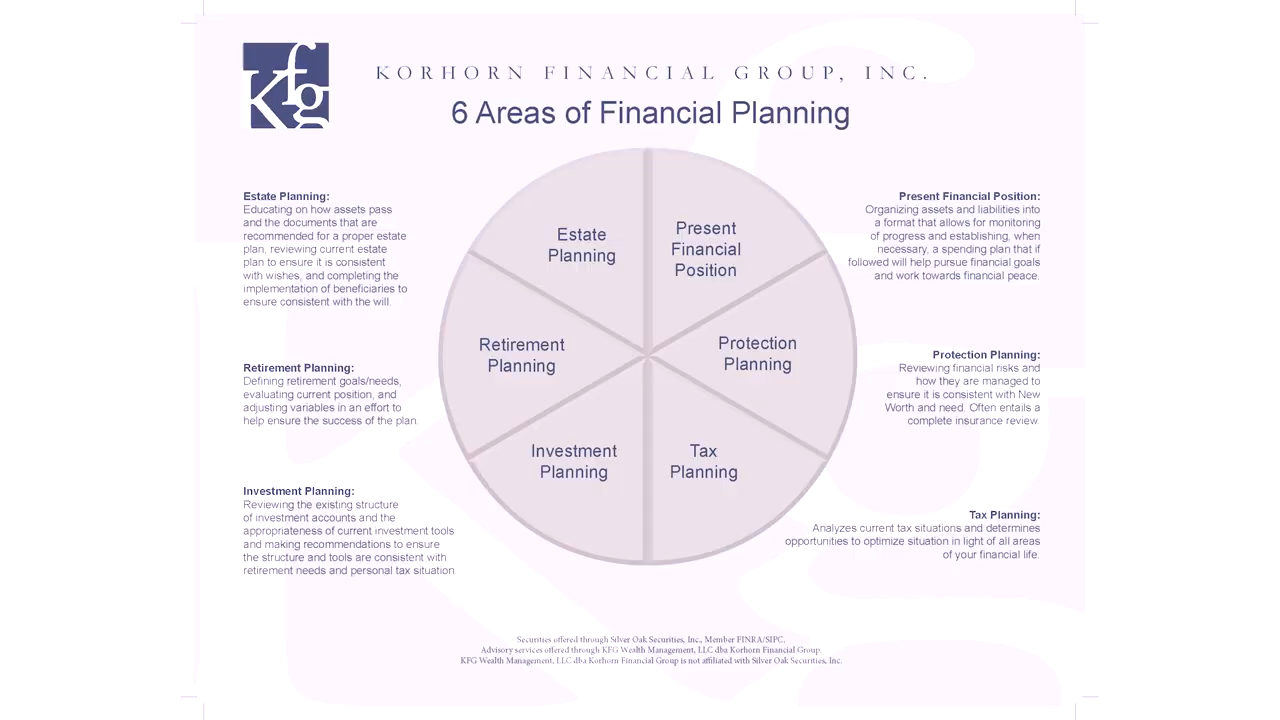 Kfg
KORHORN FINANCIAL GROUP, INC.
6 Areas of Financial Planning
Estate Planning:
Educating on how assets pass
and the documents that are
recommended for a proper estate
plan, reviewing current estate
plan to ensure it is consistent
with wishes, and completing the
implementation of beneficiaries to
ensure consistent with the will.
Retirement Planning:
Defining retirement goals/needs,
evaluating current position, and
adjusting variables in an effort to
help ensure the success of the plan.
Investment Planning:
Reviewing the existing structure
of investment accounts and the
appropriateness of current investment tools
and making recommendations to ensure
the structure and tools are consistent with
retirement needs and personal tax situation.
Estate
Planning
Present
Financial
Position
Retirement
Planning
Protection
Planning
Investment
Planning
Tax
Planning
Present Financial Position:
Organizing assets and liabilities into
a format that allows for monitoring
of progress and establishing, when
necessary, a spending plan that if
followed will help pursue financial goals
and work towards financial peace.
Protection Planning:
Reviewing financial risks and
how they are managed to
ensure it is consistent with New
Worth and need. Often entails a
complete insurance review.
Tax Planning:
Analyzes current tax situations and determines
opportunities to optimize situation in light of all areas
of your financial life.
Securities offered through Silver Oak Securities, Inc., Member FINRA/SIPC.
Advisory services offered through KFG Wealth Management, LLC dba Korhorn Financial Group.
KFG Wealth Management, LLC dba Korhorn Financial Group is not affiliated with Silver Oak Securities, Inc.